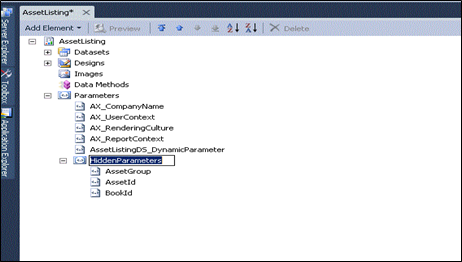 AssetListing*
Add Element
Preview
Delete
AssetListing
Datasets
Designs
Images
Data Methods
Parameters
AX_CompanyName
AX_UserContext
AX_RenderingCulture
AX_ReportContext
AssetListingDS_DynamicParameter
HiddenParameters
AssetGroup
AssetId
BookId
Server Explorer
Toolbox
Application Explorer